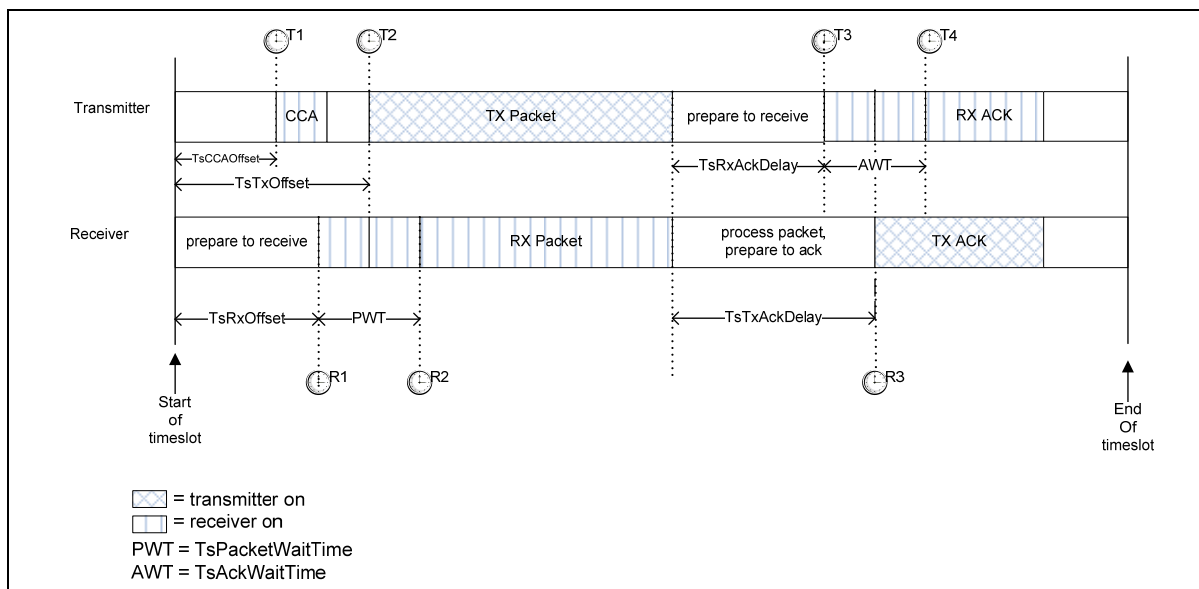 T1
T2
T3
T4
Transmitter
CCA
TX Packet
prepare to receive
RX ACK
TsCCAOffset
TsRxAckDelay
AWT
TsTxOffset
Receiver
prepare to receive
RX Packet
process packet,
prepare to ack
TX ACK
TsRxOffset
PWT
TsTxAckDelay
R1
R2
R3
Start
of
timeslot
End
Of
timeslot
= transmitter on
= receiver on
PWT = TsPacketWaitTime
AWT = TsAckWaitTime